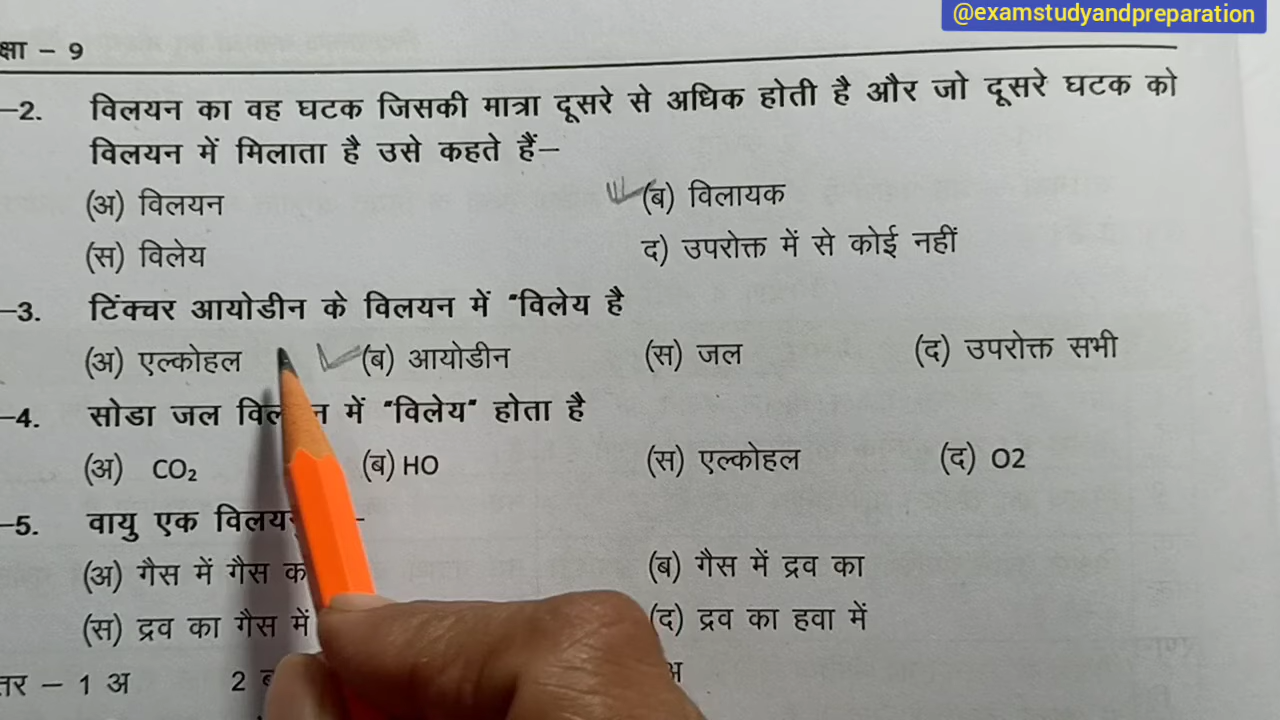 @examstudyandpreparation
क्षा – 9
–2. विलयन का वह घटक जिसकी मात्रा दूसरे से अधिक होती है और जो दूसरे घटक को
विलयन में मिलाता है उसे कहते हैं–
(अ) विलयन (ब) विलायक
(स) विलेय द) उपरोक्त में से कोई नहीं
–3. टिंक्चर आयोडीन के विलयन में "विलेय है
(अ) एल्कोहल (ब) आयोडीन (स) जल (द) उपरोक्त सभी
–4. सोडा जल में "विलेय" होता है
(अ) CO₂ (ब) HO (स) एल्कोहल (द) O2
–5. वायु एक
(अ) गैस में गैस (ब) गैस में द्रव का
(स) द्रव का गैस में (द) द्रव का हवा में
तर – 1 अ 2 ब अ